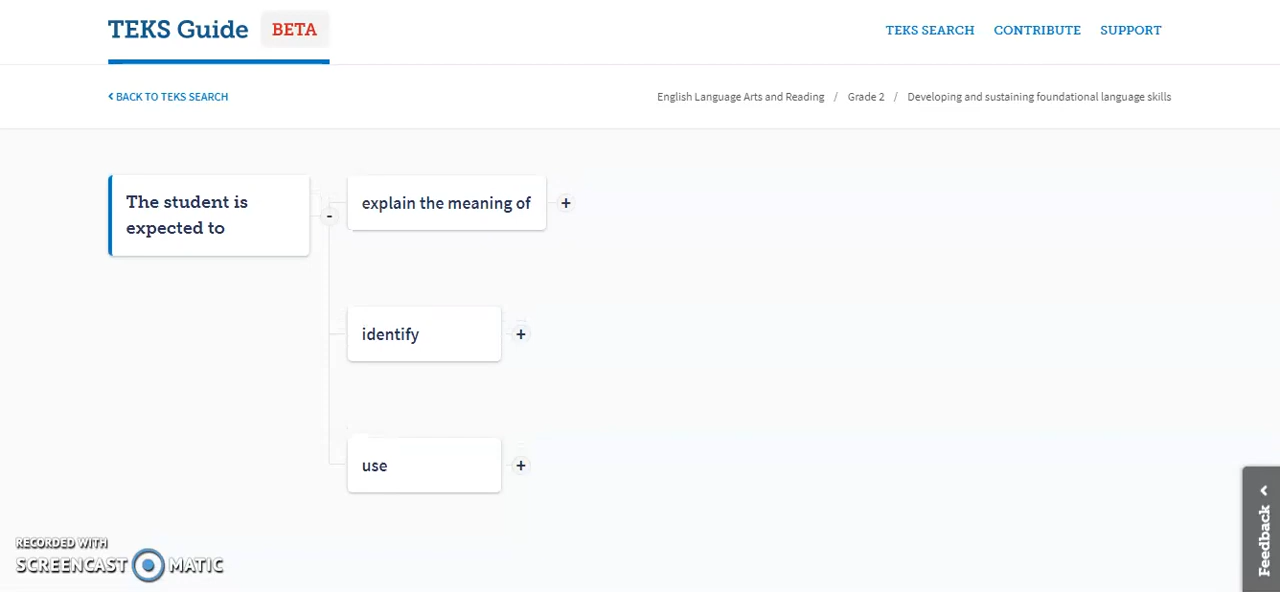 TEKS Guide BETA
TEKS SEARCH CONTRIBUTE SUPPORT
BACK TO TEKS SEARCH
English Language Arts and Reading / Grade 2 / Developing and sustaining foundational language skills
The student is
expected to
-
explain the meaning of +
identify +
use +
Feedback
RECORDED WITH
SCREENCAST MATIC